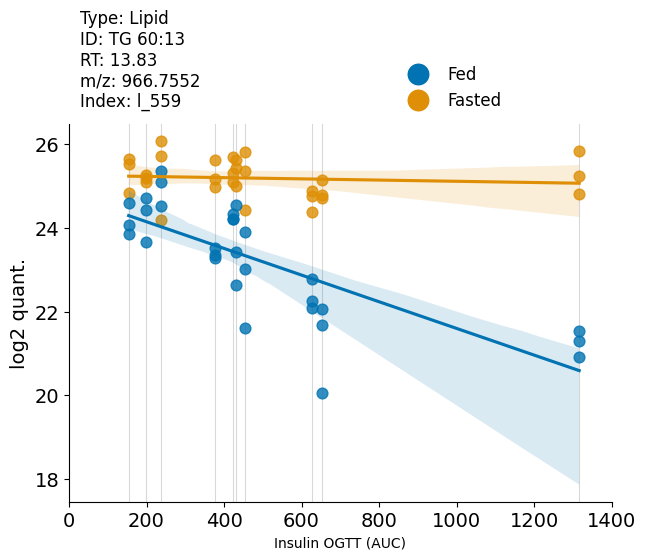 Type: Lipid
ID: TG 60:13
RT: 13.83
m/z: 966.7552
Index: l_559
Fed
Fasted
26
24
22
20
18
log2 quant.
0 200 400 600 800 1000 1200 1400
Insulin OGTT (AUC)